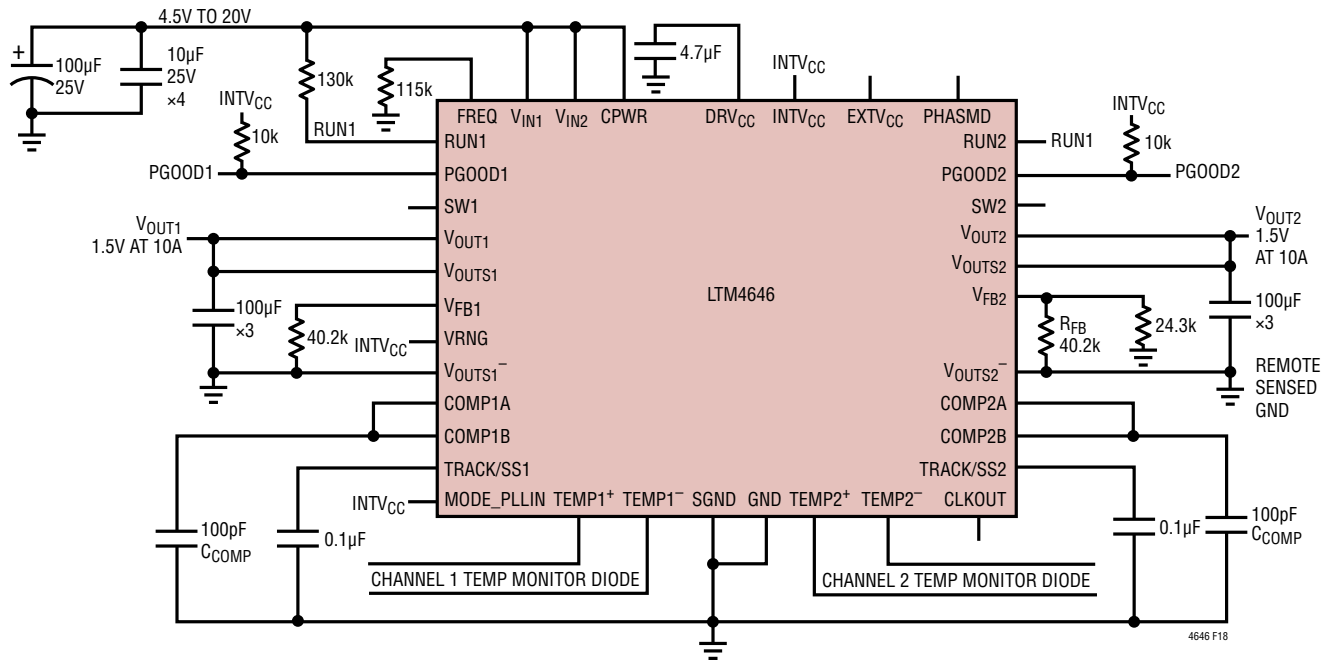 4.5V TO 20V
+
100µF
25V
10µF
25V
×4
130k
115k
4.7µF
INTVCC
INTVCC
10k
RUN1
PGOOD1
INTVCC
10k
RUN1
PGOOD2
FREQ
VIN1
VIN2
CPWR
DRVCC
INTVCC
EXTVCC
PHASMD
RUN1
PGOOD1
SW1
VOUT1
VOUTS1
VFB1
VRNG
VOUTS1–
COMP1A
COMP1B
TRACK/SS1
MODE_PLLIN
TEMP1+
TEMP1–
SGND
GND
TEMP2+
TEMP2–
CLKOUT
RUN2
PGOOD2
SW2
VOUT2
VOUTS2
VFB2
VOUTS2–
COMP2A
COMP2B
TRACK/SS2
LTM4646
VOUT1
1.5V AT 10A
100µF
×3
40.2k
INTVCC
INTVCC
100pF
CCOMP
0.1µF
VOUT2
1.5V
AT 10A
100µF
×3
RFB
40.2k
24.3k
REMOTE
SENSED
GND
0.1µF
100pF
CCOMP
CHANNEL 1 TEMP MONITOR DIODE
CHANNEL 2 TEMP MONITOR DIODE
4646 F18